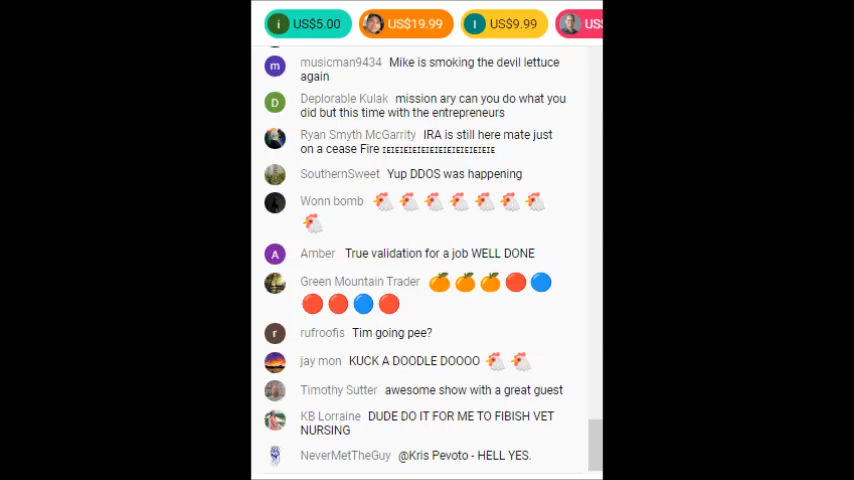 i US$5.00 US$19.99 I US$9.99 US$
m musicman9434 Mike is smoking the devil lettuce
again
D Deplorable Kulak mission ary can you do what you
did but this time with the entrepreneurs
Ryan Smyth McGarrity IRA is still here mate just
on a cease Fire
SouthernSweet Yup DDOS was happening
Wonn bomb
A Amber True validation for a job WELL DONE
Green Mountain Trader
r rufroofis Tim going pee?
jay mon KUCK A DOODLE DOOOO
Timothy Sutter awesome show with a great guest
KB Lorraine DUDE DO IT FOR ME TO FIBISH VET
NURSING
NeverMetTheGuy @Kris Pevoto - HELL YES.